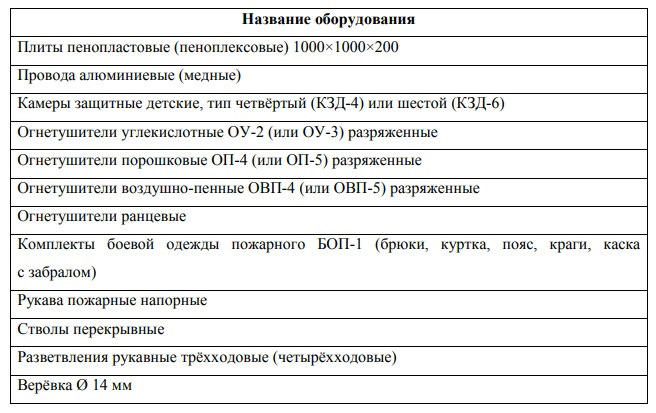 Название оборудования
Плиты пенопластовые (пеноплексовые) 1000×1000×200
Провода алюминиевые (медные)
Камеры защитные детские, тип четвёртый (КЗД-4) или шестой (КЗД-6)
Огнетушители углекислотные ОУ-2 (или ОУ-3) разряженные
Огнетушители порошковые ОП-4 (или ОП-5) разряженные
Огнетушители воздушно-пенные ОВП-4 (или ОВП-5) разряженные
Огнетушители ранцевые
Комплекты боевой одежды пожарного БОП-1 (брюки, куртка, пояс, краги, каска
с забралом)
Рукава пожарные напорные
Стволы перекрывные
Разветвления рукавные трёхходовые (четырёхходовые)
Верёвка Ø 14 мм